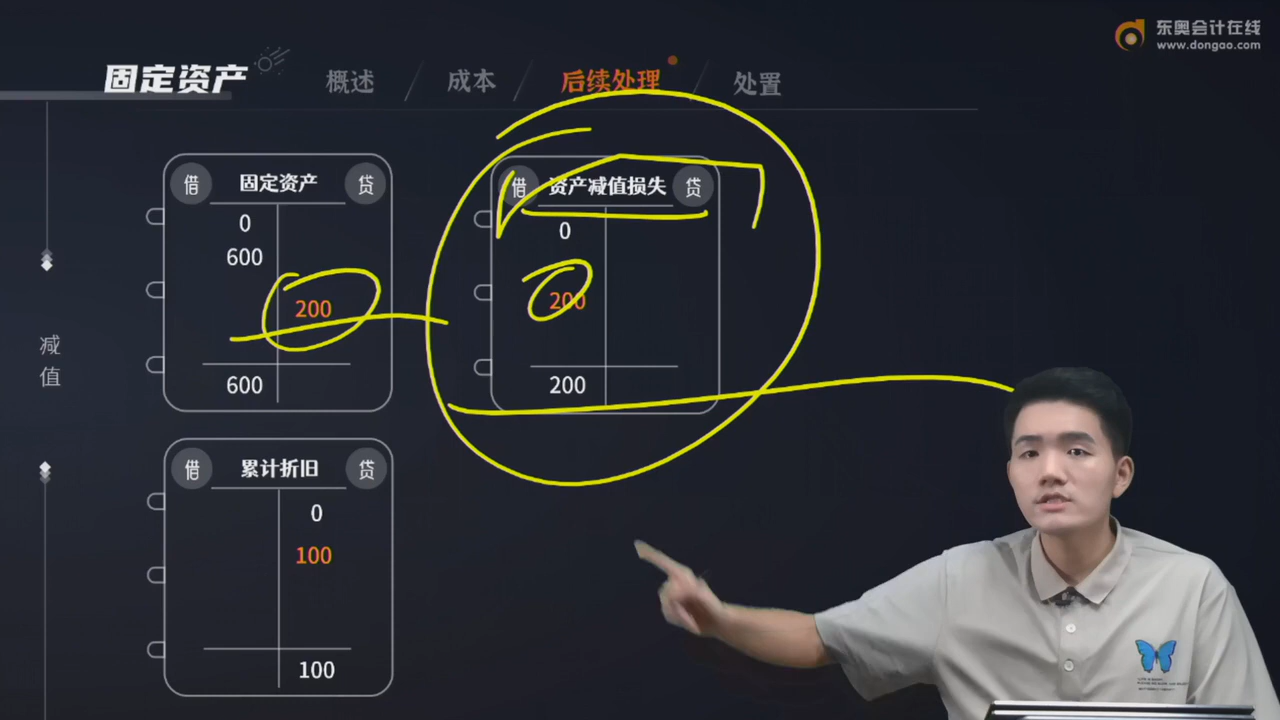 东奥会计在线
www.dongao.com
固定资产
概述 / 成本 / 后续处理 / 处置
减值
借 固定资产 贷
0
600
200
600
借 资产减值损失 贷
0
200
200
借 累计折旧 贷
0
100
100